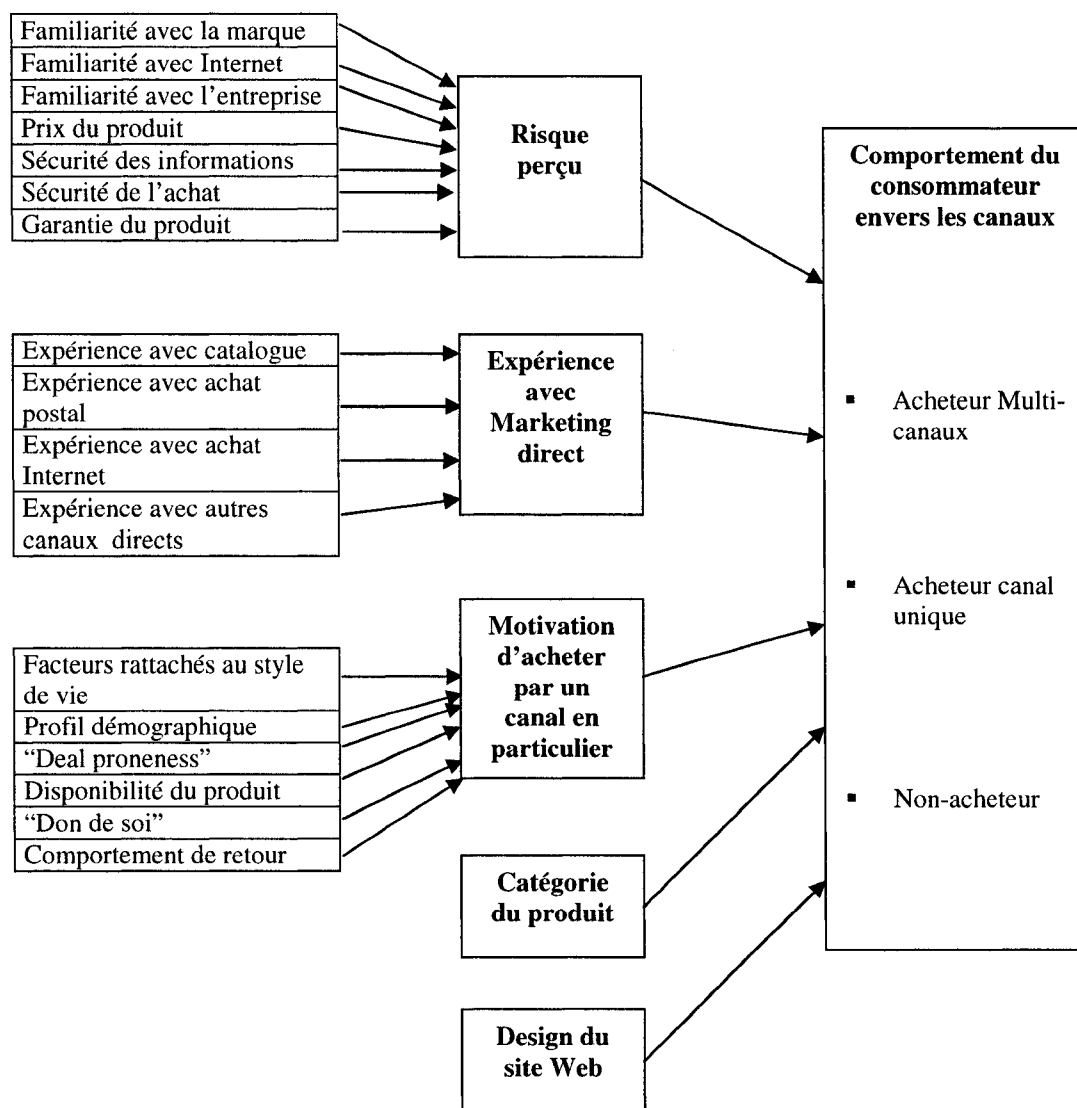 Familiarité avec la marque
Familiarité avec Internet
Familiarité avec l'entreprise
Prix du produit
Sécurité des informations
Sécurité de l'achat
Garantie du produit
Risque
perçu
Expérience avec catalogue
Expérience avec achat
postal
Expérience avec achat
Internet
Expérience avec autres
canaux directs
Expérience
avec
Marketing
direct
Facteurs rattachés au style
de vie
Profil démographique
“Deal proneness”
Disponibilité du produit
“Don de soi”
Comportement de retour
Motivation
d'acheter
par un
canal en
particulier
Catégorie
du produit
Design du
site Web
Comportement du
consommateur
envers les canaux
▪ Acheteur Multi-
canaux
▪ Acheteur canal
unique
▪ Non-acheteur